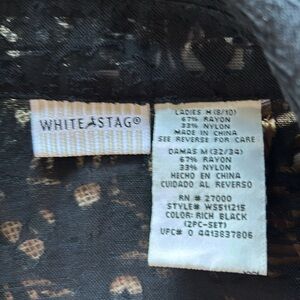 WHITE STAG®
LADIES M (8/10)
67% RAYON
33% NYLON
MADE IN CHINA
SEE REVERSE FOR CARE
DAMAS M (32/34)
67% RAYON
33% NYLON
HECHO EN CHINA
CUIDADO AL REVERSO
RN # 27000
STYLE# WS511215
COLOR: RICH BLACK
(2PC-SET)
UPC# 0 4413837806